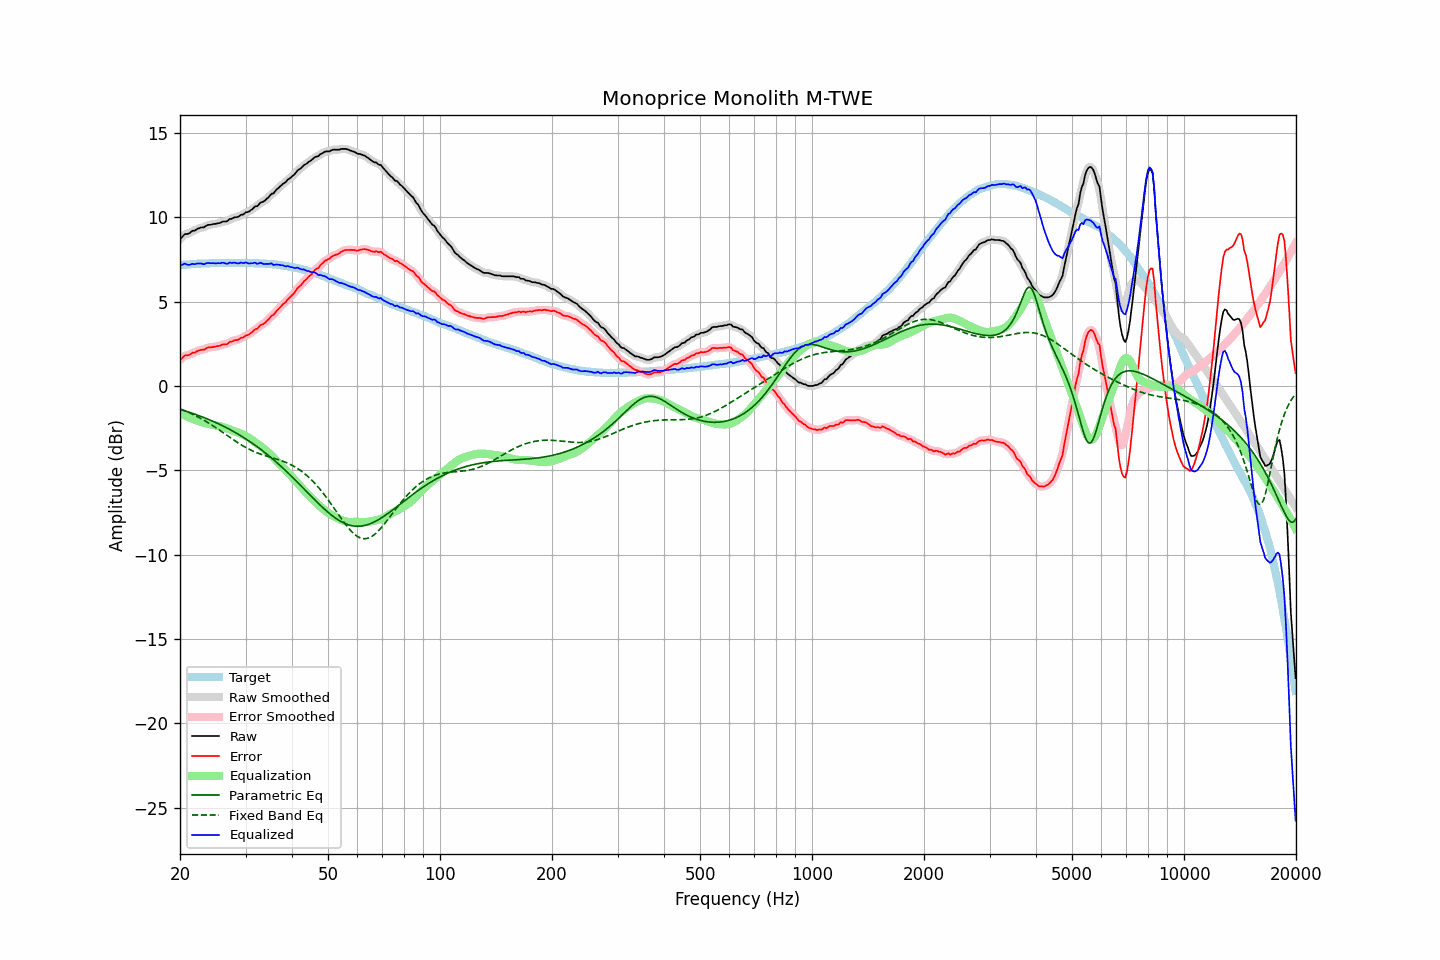 Monoprice Monolith M-TWE
15
10
5
0
−5
−10
−15
−20
−25
Amplitude (dBr)
Target
Raw Smoothed
Error Smoothed
Raw
Error
Equalization
Parametric Eq
Fixed Band Eq
Equalized
20 50 100 200 500 1000 2000 5000 10000 20000
Frequency (Hz)